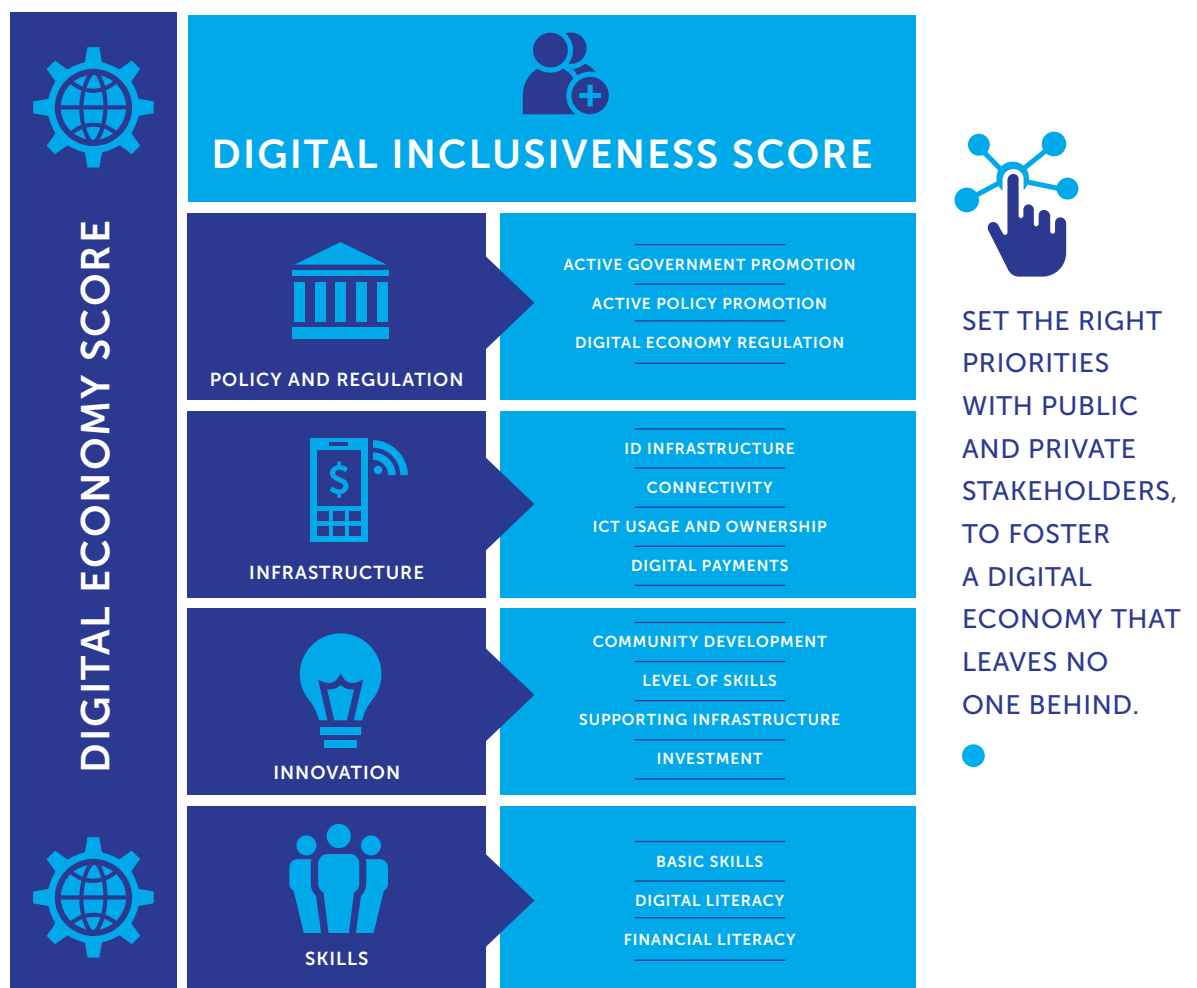 DIGITAL ECONOMY SCORE
DIGITAL INCLUSIVENESS SCORE
POLICY AND REGULATION
ACTIVE GOVERNMENT PROMOTION
ACTIVE POLICY PROMOTION
DIGITAL ECONOMY REGULATION
$
INFRASTRUCTURE
ID INFRASTRUCTURE
CONNECTIVITY
ICT USAGE AND OWNERSHIP
DIGITAL PAYMENTS
INNOVATION
COMMUNITY DEVELOPMENT
LEVEL OF SKILLS
SUPPORTING INFRASTRUCTURE
INVESTMENT
SKILLS
BASIC SKILLS
DIGITAL LITERACY
FINANCIAL LITERACY
SET THE RIGHT
PRIORITIES
WITH PUBLIC
AND PRIVATE
STAKEHOLDERS,
TO FOSTER
A DIGITAL
ECONOMY THAT
LEAVES NO
ONE BEHIND.